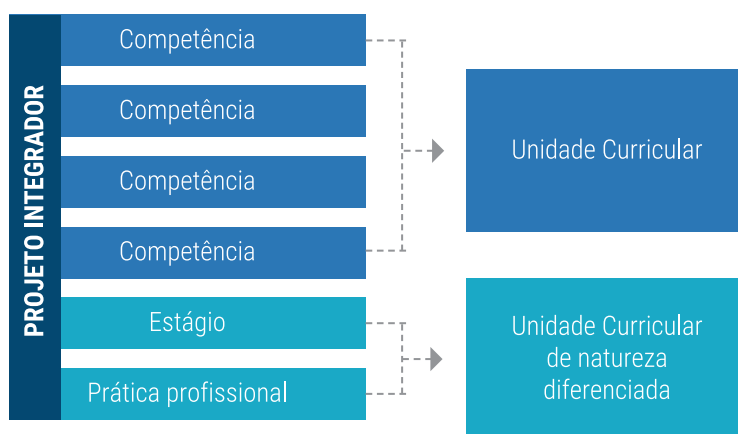 PROJETO INTEGRADOR
Competência
Competência
Competência
Competência
Estágio
Prática profissional
Unidade Curricular
Unidade Curricular
de natureza
diferenciada